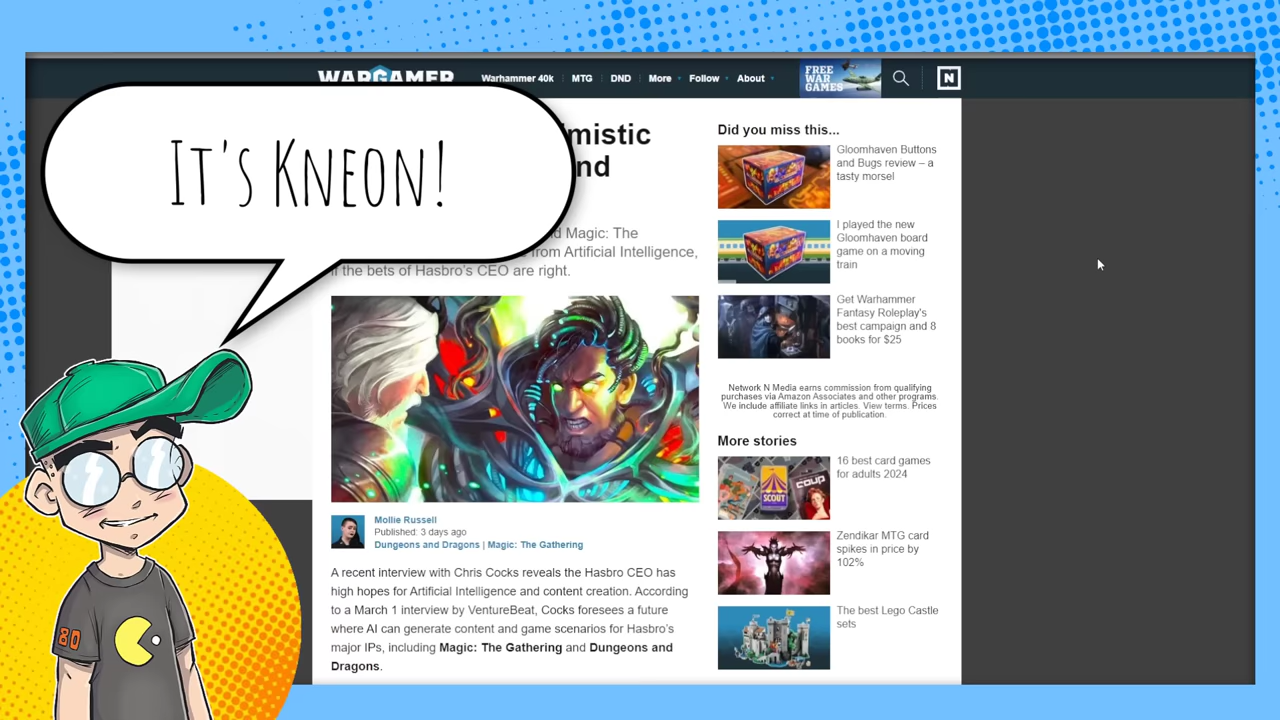 WARGAMER
Warhammer 40k
MTG
DND
More
Follow
About
FREE
WAR
GAMES
N
It's Kneon!
and Magic: The
from Artificial Intelligence,
if the bets of Hasbro's CEO are right.
Mollie Russell
Published: 3 days ago
Dungeons and Dragons | Magic: The Gathering
A recent interview with Chris Cocks reveals the Hasbro CEO has
high hopes for Artificial Intelligence and content creation. According
to a March 1 interview by VentureBeat, Cocks foresees a future
where AI can generate content and game scenarios for Hasbro's
major IPs, including Magic: The Gathering and Dungeons and
Dragons.
Did you miss this...
Gloomhaven Buttons
and Bugs review – a
tasty morsel
I played the new
Gloomhaven board
game on a moving
train
Get Warhammer
Fantasy Roleplay's
best campaign and 8
books for $25
Network N Media earns commission from qualifying
purchases via Amazon Associates and other programs.
We include affiliate links in articles. View terms. Prices
correct at time of publication.
More stories
SCOUT
coup
16 best card games
for adults 2024
Zendikar MTG card
spikes in price by
102%
The best Lego Castle
sets
80